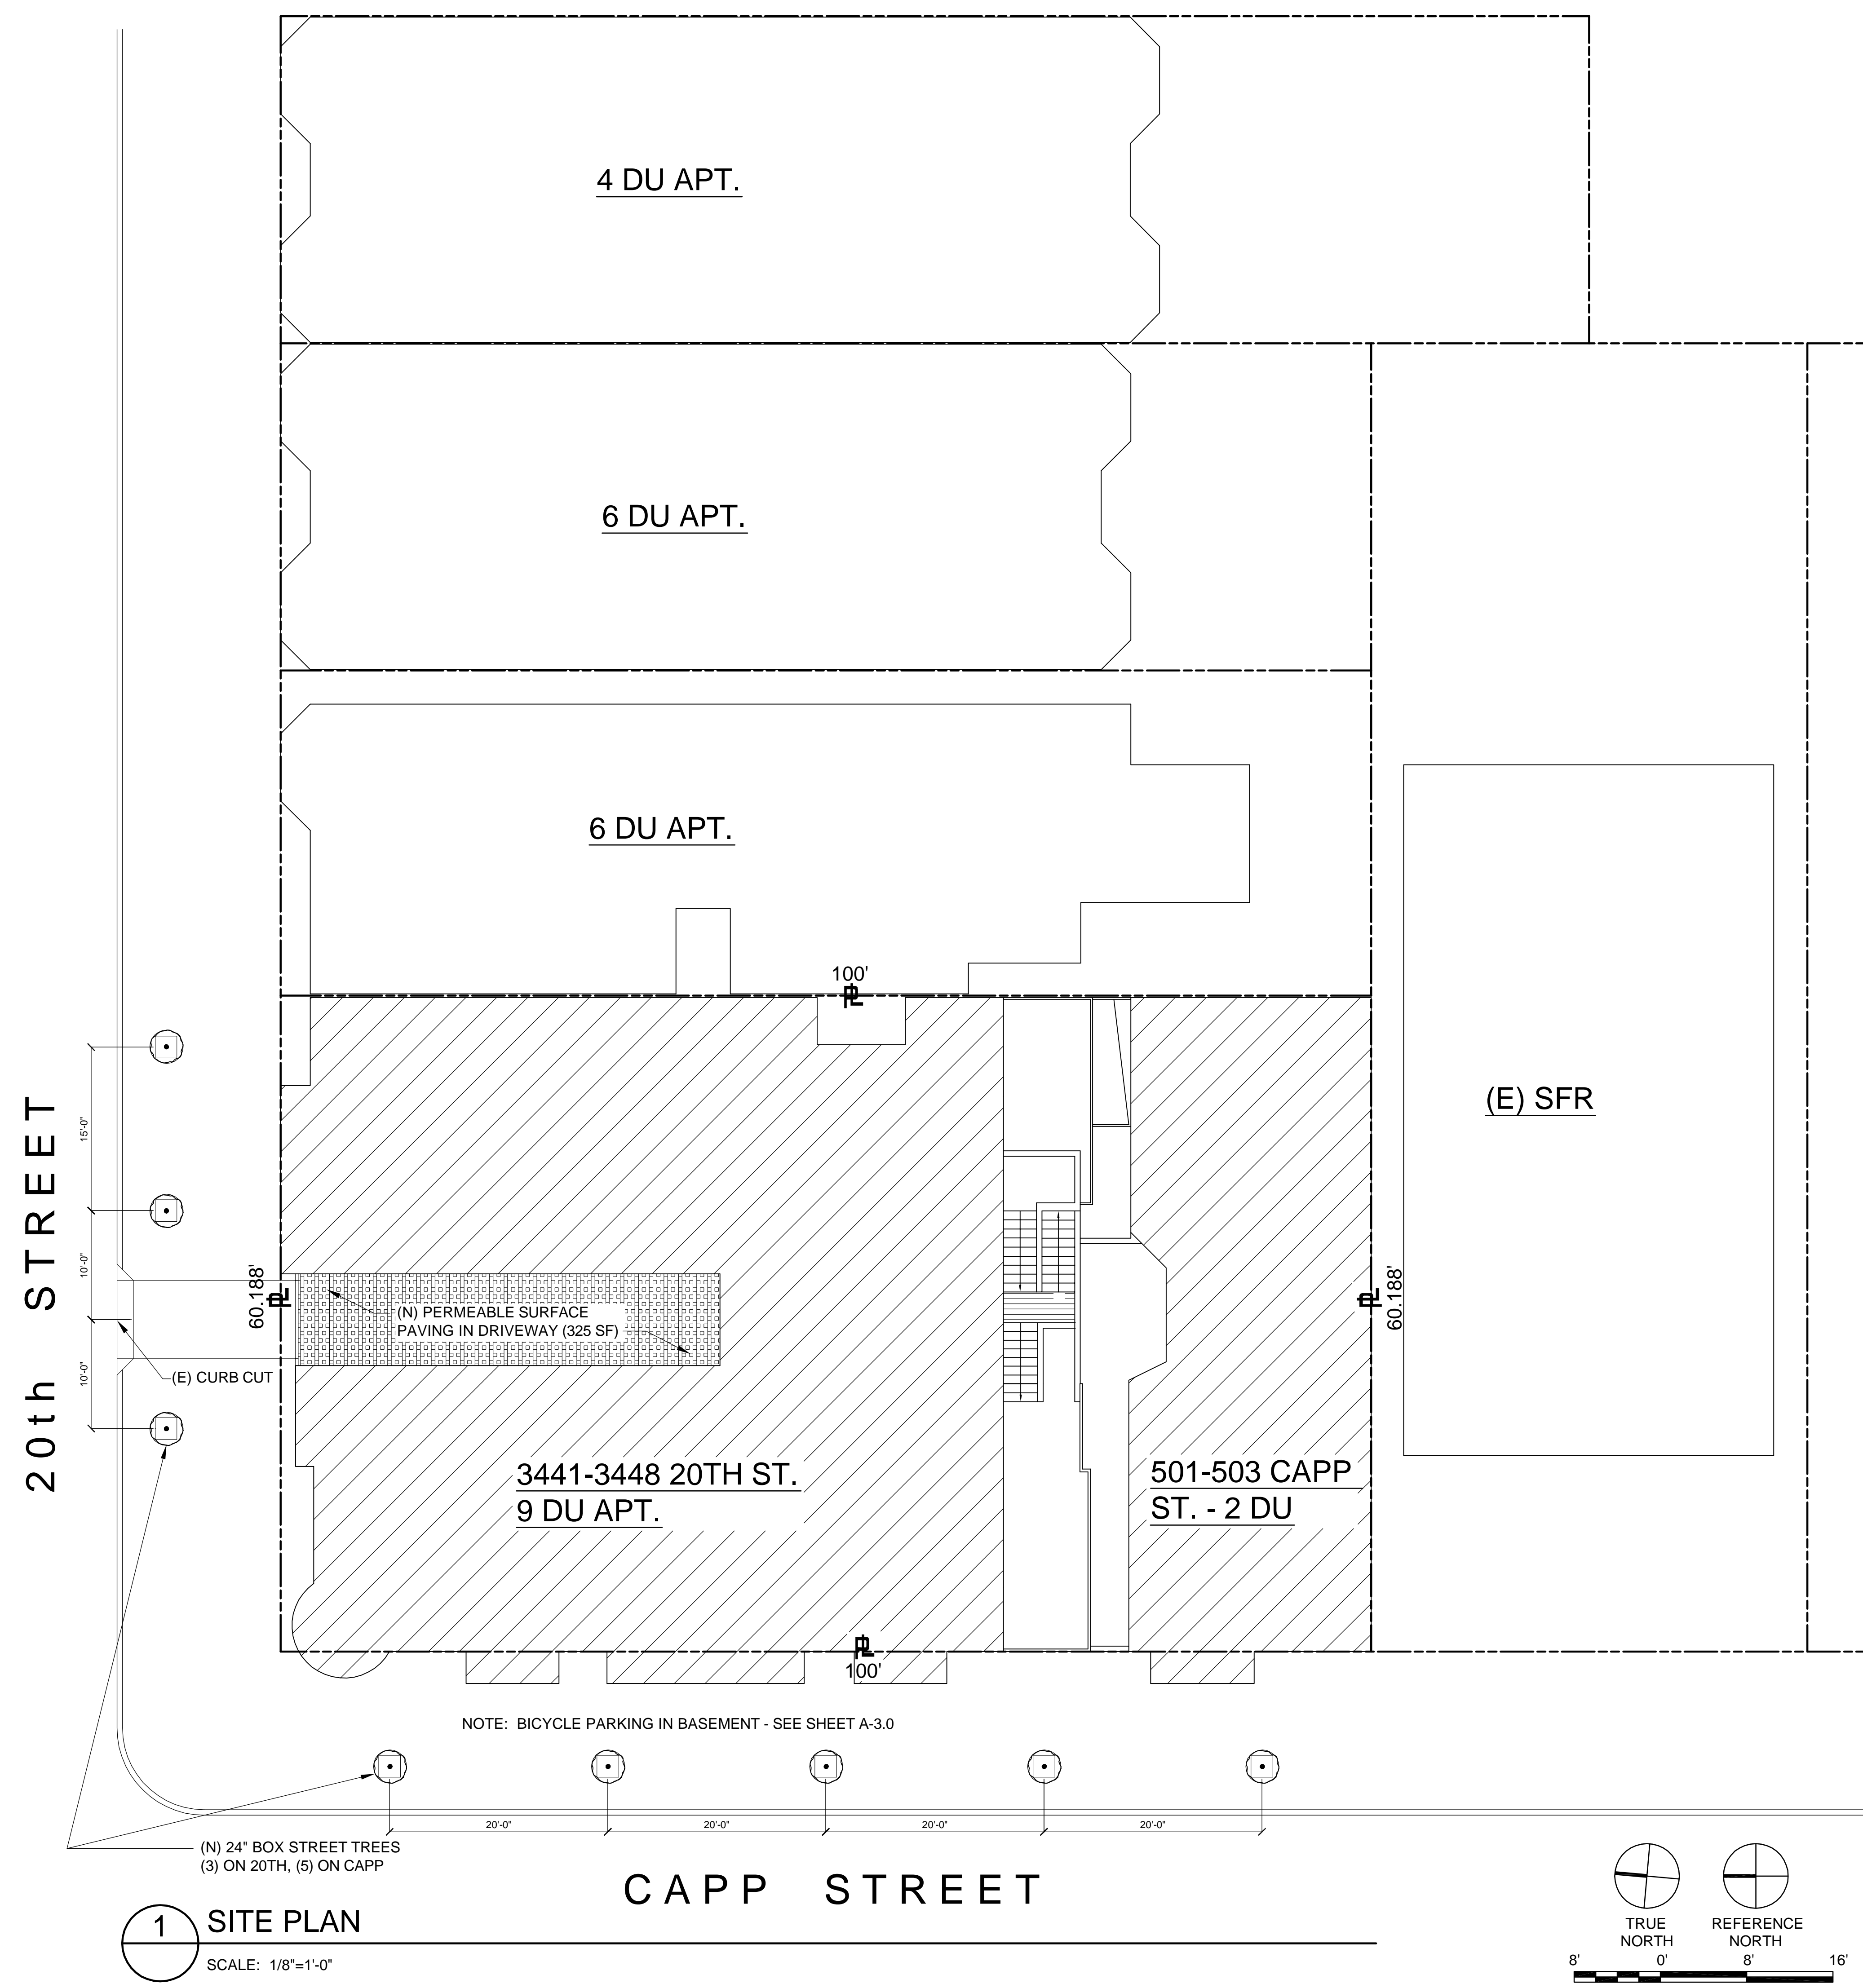 4 DU APT.
6 DU APT.
6 DU APT.
100'
PL
(E) SFR
20th STREET
15'-0"
10'-0"
10'-0"
60.188'
PL
(N) PERMEABLE SURFACE
PAVING IN DRIVEWAY (325 SF)
PL
60.188'
(E) CURB CUT
3441-3448 20TH ST.
9 DU APT.
501-503 CAPP
ST. - 2 DU
PL
100'
NOTE: BICYCLE PARKING IN BASEMENT - SEE SHEET A-3.0
20'-0"
20'-0"
20'-0"
20'-0"
(N) 24" BOX STREET TREES
(3) ON 20TH, (5) ON CAPP
CAPP STREET
1
SITE PLAN
SCALE: 1/8"=1'-0"
TRUE
NORTH
REFERENCE
NORTH
8' 0' 8' 16'